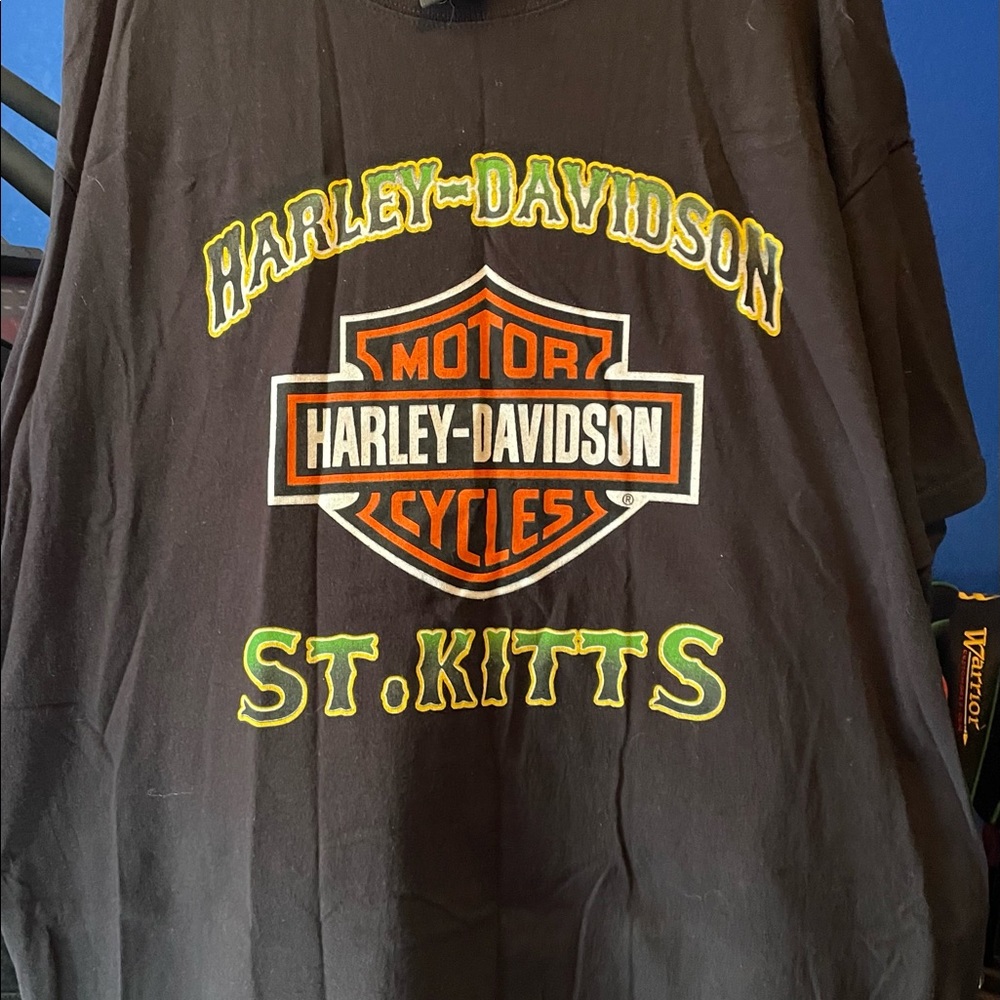 HARLEY-DAVIDSON
MOTOR
HARLEY-DAVIDSON
CYCLES
®
ST.KITTS
Warrior